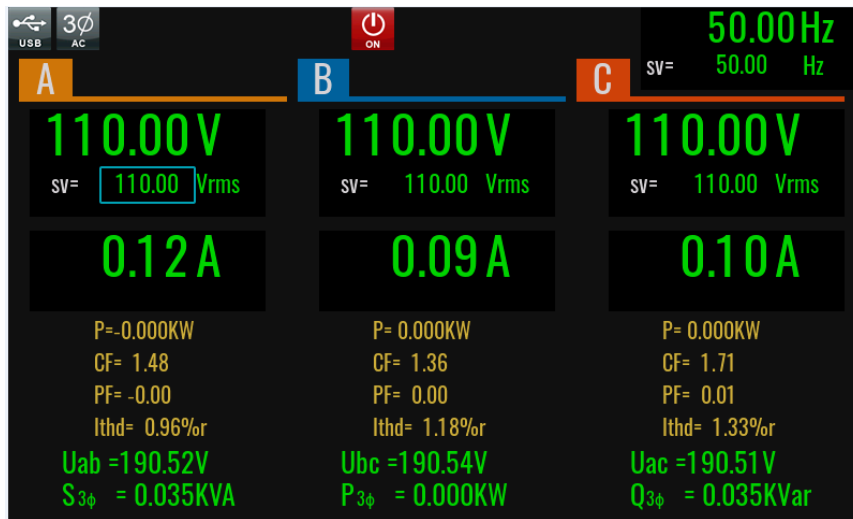 USB
3Ø
AC
ON
50.00Hz
sv= 50.00 Hz
A
B
C
110.00V
sv= 110.00 Vrms
0.12A
P=-0.000KW
CF= 1.48
PF= -0.00
Ithd= 0.96%r
Uab =190.52V
S3ϕ = 0.035KVA
110.00V
sv= 110.00 Vrms
0.09A
P= 0.000KW
CF= 1.36
PF= 0.00
Ithd= 1.18%r
Ubc =190.54V
P3ϕ = 0.000KW
110.00V
sv= 110.00 Vrms
0.10A
P= 0.000KW
CF= 1.71
PF= 0.01
Ithd= 1.33%r
Uac =190.51V
Q3ϕ = 0.035KVar